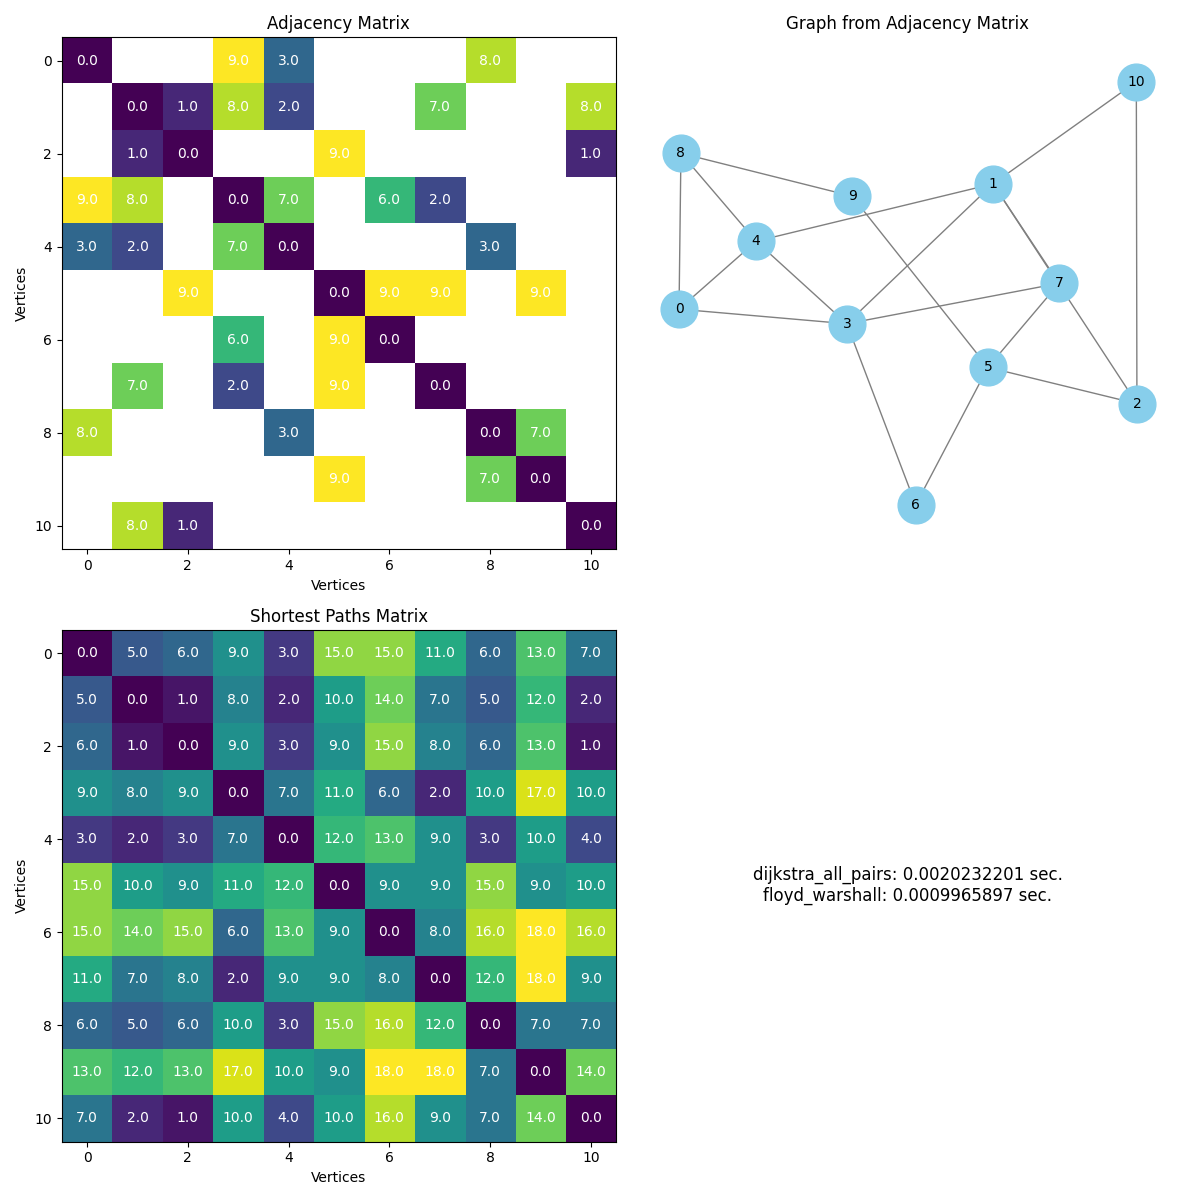 Adjacency Matrix
0
0.0 9.0 3.0 8.0
0.0 1.0 8.0 2.0 7.0 8.0
2
1.0 0.0 9.0 1.0
9.0 8.0 0.0 7.0 6.0 2.0
4
3.0 2.0 7.0 0.0 3.0
9.0 0.0 9.0 9.0 9.0
6
6.0 9.0 0.0
7.0 2.0 9.0 0.0
8
8.0 3.0 0.0 7.0
9.0 7.0 0.0
10
8.0 1.0 0.0
Vertices
0 2 4 6 8 10
Vertices
Graph from Adjacency Matrix
10
8
1
9
4
7
0
3
5
2
6
Shortest Paths Matrix
0
0.0 5.0 6.0 9.0 3.0 15.0 15.0 11.0 6.0 13.0 7.0
5.0 0.0 1.0 8.0 2.0 10.0 14.0 7.0 5.0 12.0 2.0
2
6.0 1.0 0.0 9.0 3.0 9.0 15.0 8.0 6.0 13.0 1.0
9.0 8.0 9.0 0.0 7.0 11.0 6.0 2.0 10.0 17.0 10.0
4
3.0 2.0 3.0 7.0 0.0 12.0 13.0 9.0 3.0 10.0 4.0
15.0 10.0 9.0 11.0 12.0 0.0 9.0 9.0 15.0 9.0 10.0
6
15.0 14.0 15.0 6.0 13.0 9.0 0.0 8.0 16.0 18.0 16.0
11.0 7.0 8.0 2.0 9.0 9.0 8.0 0.0 12.0 18.0 9.0
8
6.0 5.0 6.0 10.0 3.0 15.0 16.0 12.0 0.0 7.0 7.0
13.0 12.0 13.0 17.0 10.0 9.0 18.0 18.0 7.0 0.0 14.0
10
7.0 2.0 1.0 10.0 4.0 10.0 16.0 9.0 7.0 14.0 0.0
Vertices
0 2 4 6 8 10
Vertices
dijkstra_all_pairs: 0.0020232201 sec.
floyd_warshall: 0.0009965897 sec.